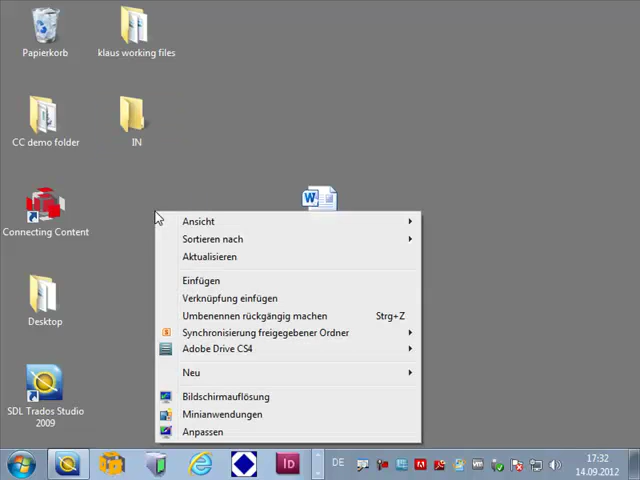 Papierkorb
klaus working files
CC demo folder
IN
Connecting Content
Desktop
SDL Trados Studio
2009
W
Ansicht
Sortieren nach
Aktualisieren
Einfügen
Verknüpfung einfügen
Umbenennen rückgängig machen Strg+Z
Synchronisierung freigegebener Ordner
Adobe Drive CS4
Neu
Bildschirmauflösung
Minianwendungen
Anpassen
Id
DE
17:32
14.09.2012